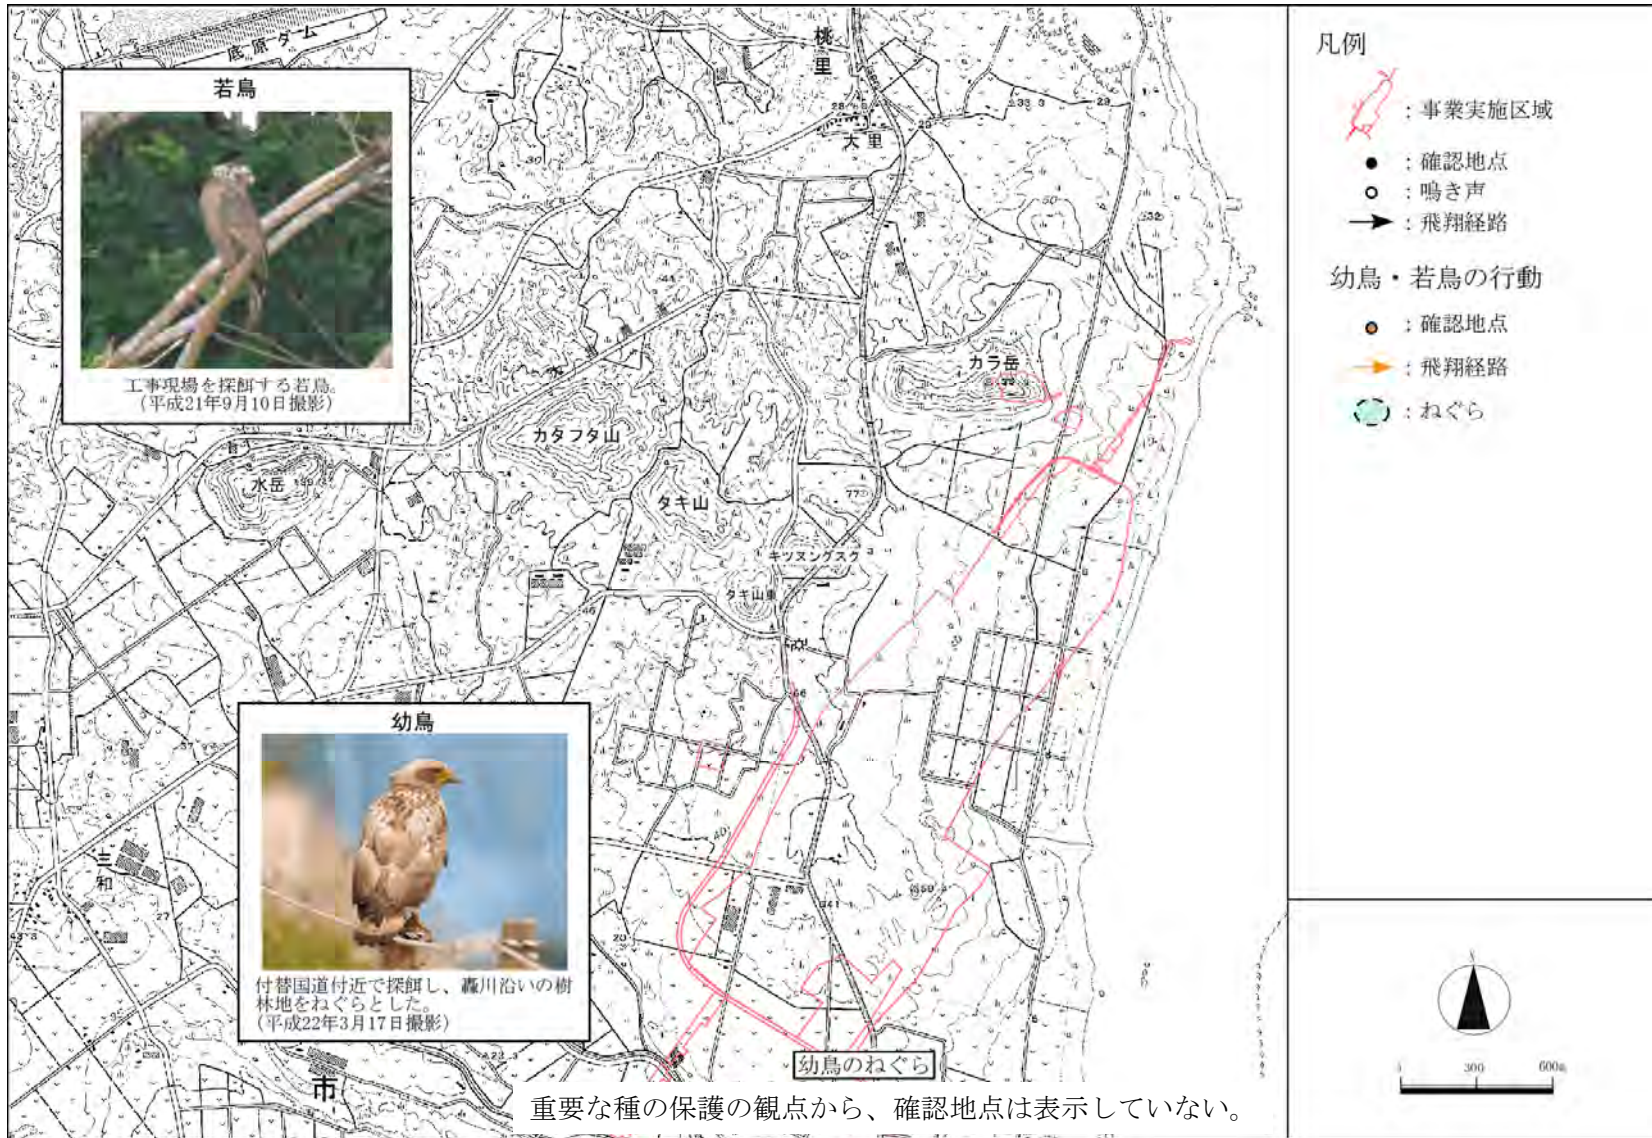 底原ダム
桃里
大里
若鳥
工事現場を探餌する若鳥。
（平成21年9月10日撮影）
カラ岳
カタフタ山
水岳
タキ山
キツヌングスク
タキ山東
幼鳥
付替国道付近で探餌し、轟川沿いの樹
林地をねぐらとした。
（平成22年3月17日撮影）
三和
市
幼鳥のねぐら
重要な種の保護の観点から、確認地点は表示していない。
凡例
：事業実施区域
：確認地点
：鳴き声
：飛翔経路
幼鳥・若鳥の行動
：確認地点
：飛翔経路
：ねぐら
N
300 600m